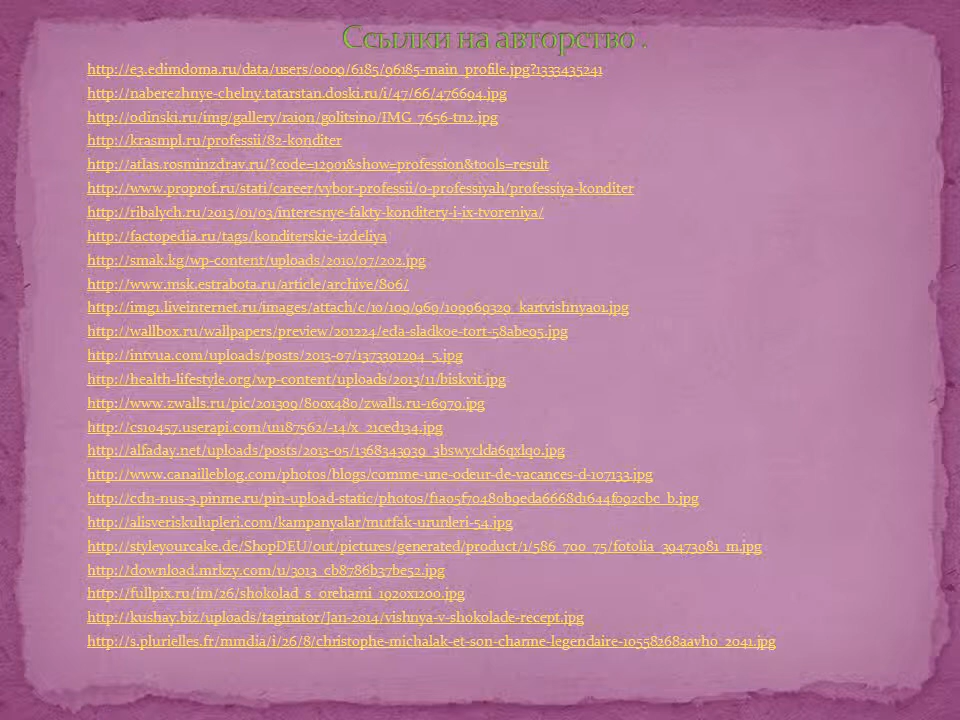 Ссылки на авторство .
http://e3.edimdoma.ru/data/users/0009/6185/96185-main_profile.jpg?1333435241
http://naberezhnye-chelny.tatarstan.doski.ru/i/47/66/476694.jpg
http://odinski.ru/img/gallery/raion/golitsino/IMG_7656-tn2.jpg
http://krasmpl.ru/professii/82-konditer
http://atlas.rosminzdrav.ru/?code=12901&show=profession&tools=result
http://www.proprof.ru/stati/career/vybor-professii/o-professiyah/professiya-konditer
http://ribalych.ru/2013/01/03/interesnye-fakty-konditery-i-ix-tvoreniya/
http://factopedia.ru/tags/konditerskie-izdeliya
http://smak.kg/wp-content/uploads/2010/07/202.jpg
http://www.msk.estrabota.ru/article/archive/806/
http://img1.liveinternet.ru/images/attach/c/10/109/969/109969329_kartvishnya01.jpg
http://wallbox.ru/wallpapers/preview/201224/eda-sladkoe-tort-58abe95.jpg
http://intvua.com/uploads/posts/2013-07/1373391294_5.jpg
http://health-lifestyle.org/wp-content/uploads/2013/11/biskvit.jpg
http://www.zwalls.ru/pic/201309/800x480/zwalls.ru-16979.jpg
http://cs10457.userapi.com/u1187562/-14/x_21ced134.jpg
http://alfaday.net/uploads/posts/2013-05/1368343939_3bswyclda6qxlqo.jpg
http://www.canailleblog.com/photos/blogs/comme-une-odeur-de-vacances-d-107133.jpg
http://cdn-nus-3.pinme.ru/pin-upload-static/photos/f1a05f70480b9eda6668d1644f092cbc_b.jpg
http://alisveriskulupleri.com/kampanyalar/mutfak-urunleri-54.jpg
http://styleyourcake.de/ShopDEU/out/pictures/generated/product/1/586_700_75/fotolia_39473981_m.jpg
http://download.mrkzy.com/u/3013_cb8786b37be52.jpg
http://fullpix.ru/im/26/shokolad_s_orehami_1920x1200.jpg
http://kushay.biz/uploads/taginator/Jan-2014/vishnya-v-shokolade-recept.jpg
http://s.plurielles.fr/mmdia/i/26/8/christophe-michalak-et-son-charme-legendaire-10558268aavho_2041.jpg